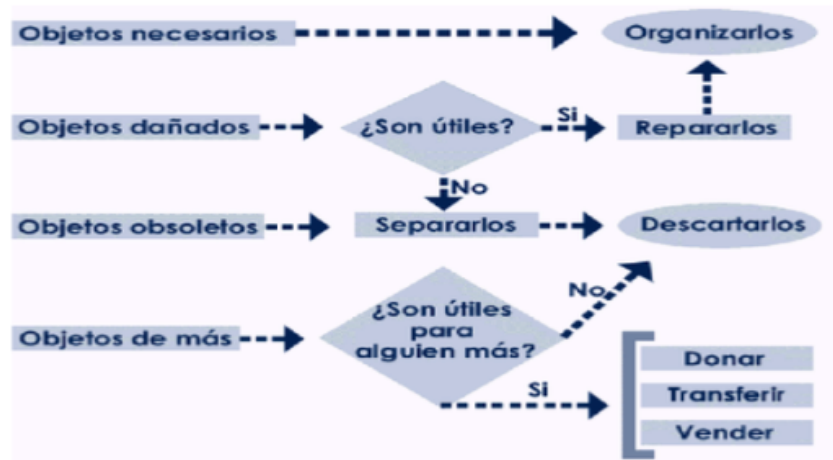 Objetos necesarios
Organizarlos
Objetos dañados
¿Son útiles?
Si
Repararlos
No
Objetos obsoletos
Separarlos
Descartarlos
Objetos de más
¿Son útiles
para
alguien más?
No
Si
Donar
Transferir
Vender